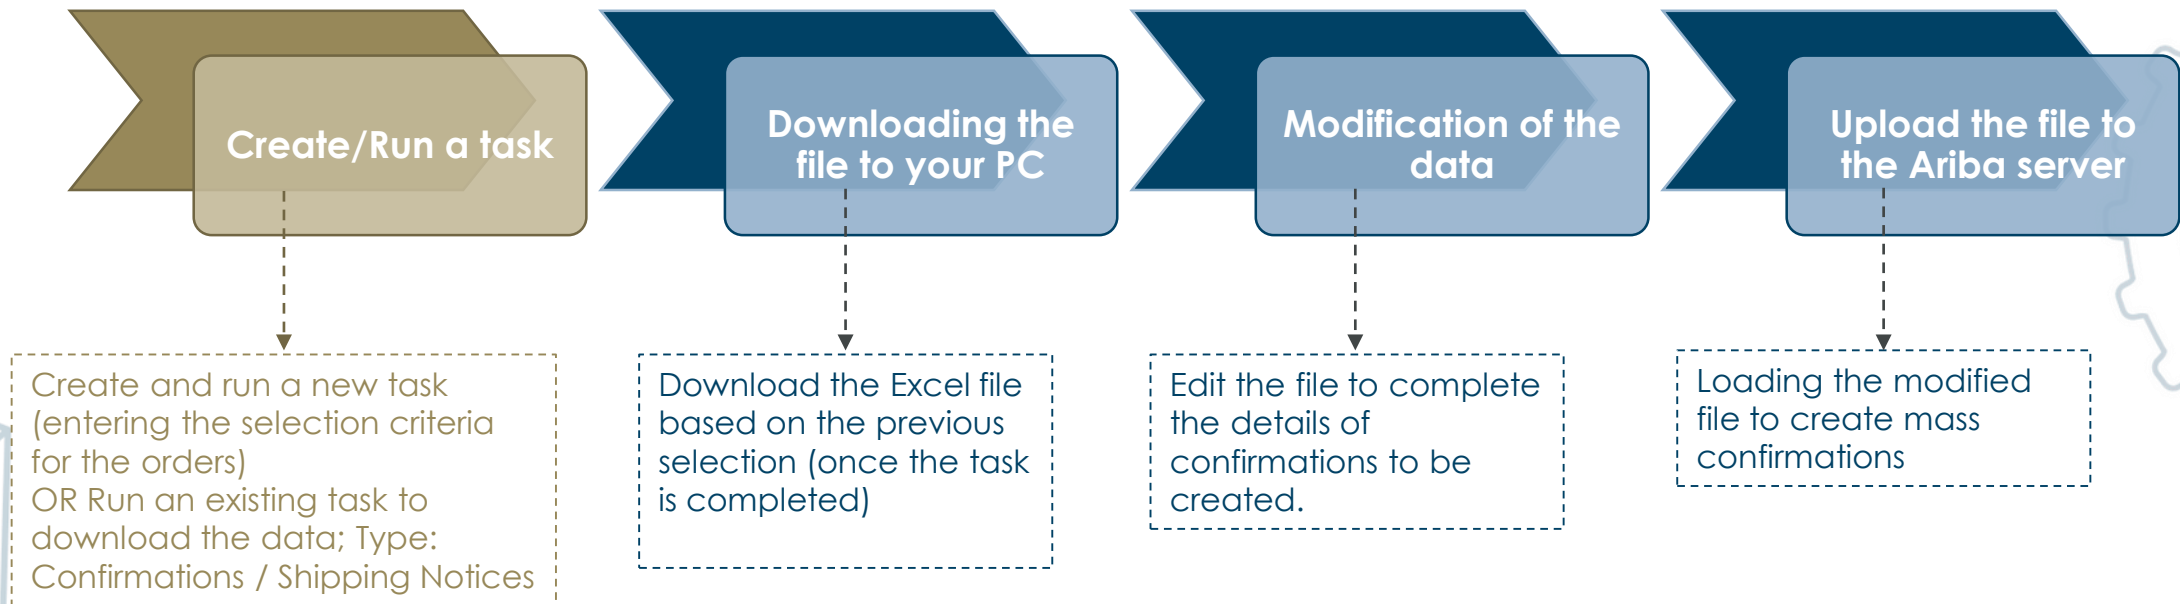 Create/Run a task
Downloading the
file to your PC
Modification of the
data
Upload the file to
the Ariba server
Create and run a new task
(entering the selection criteria
for the orders)
OR Run an existing task to
download the data; Type:
Confirmations / Shipping Notices
Download the Excel file
based on the previous
selection (once the task
is completed)
Edit the file to complete
the details of
confirmations to be
created.
Loading the modified
file to create mass
confirmations